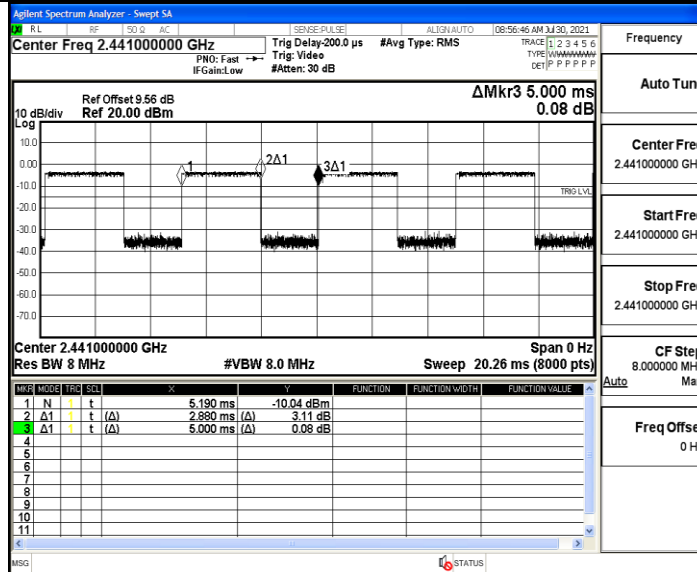 Agilent Spectrum Analyzer - Swept SA
RL RF 50 Ω AC SENSE:PULSE ALIGN AUTO 08:56:46 AM Jul 30, 2021
Center Freq 2.441000000 GHz
PNO: Fast
IFGain:Low
Trig Delay-200.0 µs
Trig: Video
#Atten: 30 dB
#Avg Type: RMS
TRACE 1 2 3 4 5 6
TYPE
DET P P P P P P
Ref Offset 9.56 dB
10 dB/div Ref 20.00 dBm
Log
ΔMkr3 5.000 ms
0.08 dB
10.0
0.00
-10.0
-20.0
-30.0
-40.0
-50.0
-60.0
-70.0
1
2Δ1
3Δ1
TRIG LVL
Center 2.441000000 GHz Span 0 Hz
Res BW 8 MHz #VBW 8.0 MHz Sweep 20.26 ms (8000 pts)
MKR MODE TRC SCL X Y FUNCTION FUNCTION WIDTH FUNCTION VALUE
1 N 1 t 5.190 ms -10.04 dBm
2 Δ1 1 t (Δ) 2.880 ms (Δ) 3.11 dB
3 Δ1 1 t (Δ) 5.000 ms (Δ) 0.08 dB
4
5
6
7
8
9
10
11
MSG STATUS
Frequency
Auto Tun
Center Fre
2.441000000 GH
Start Fre
2.441000000 GH
Stop Fre
2.441000000 GH
CF Ste
8.000000 MH
Auto Ma
Freq Offse
0 H